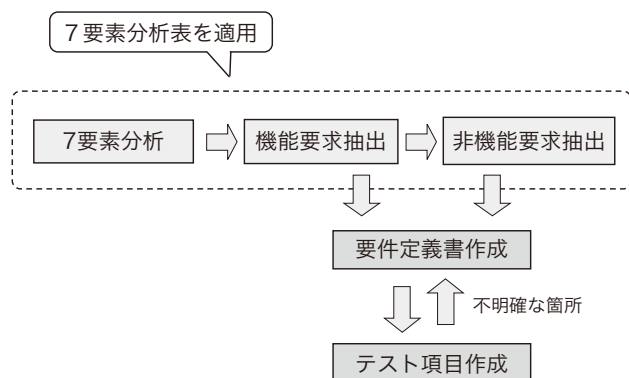 7要素分析表を適用
7要素分析
機能要求抽出
非機能要求抽出
要件定義書作成
不明確な箇所
テスト項目作成